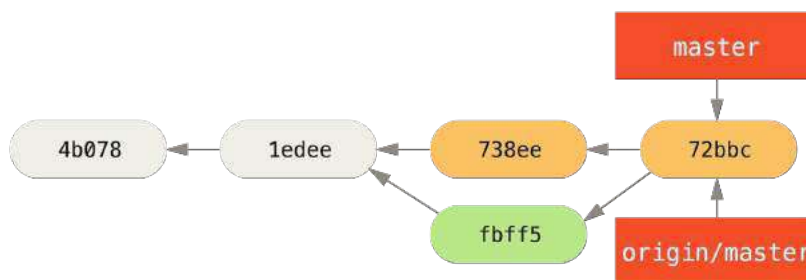 master
4b078
1edee
738ee
72bbc
fbff5
origin/master